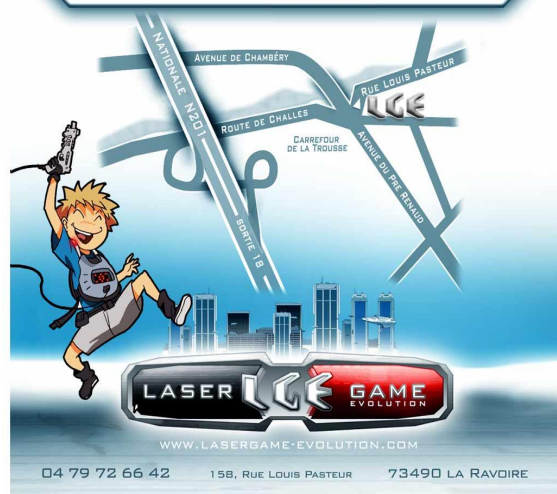 AVENUE DE CHAMBÉRY
NATIONALE N201
RUE LOUIS PASTEUR
LGE
ROUTE DE CHALLES
CARREFOUR
DE LA TROUSSE
AVENUE DU PRE RENAUD
SORTIE 18
LASER LGE GAME
EVOLUTION
WWW.LASERGAME-EVOLUTION.COM
04 79 72 66 42 158, RUE LOUIS PASTEUR 73490 LA RAVOIRE